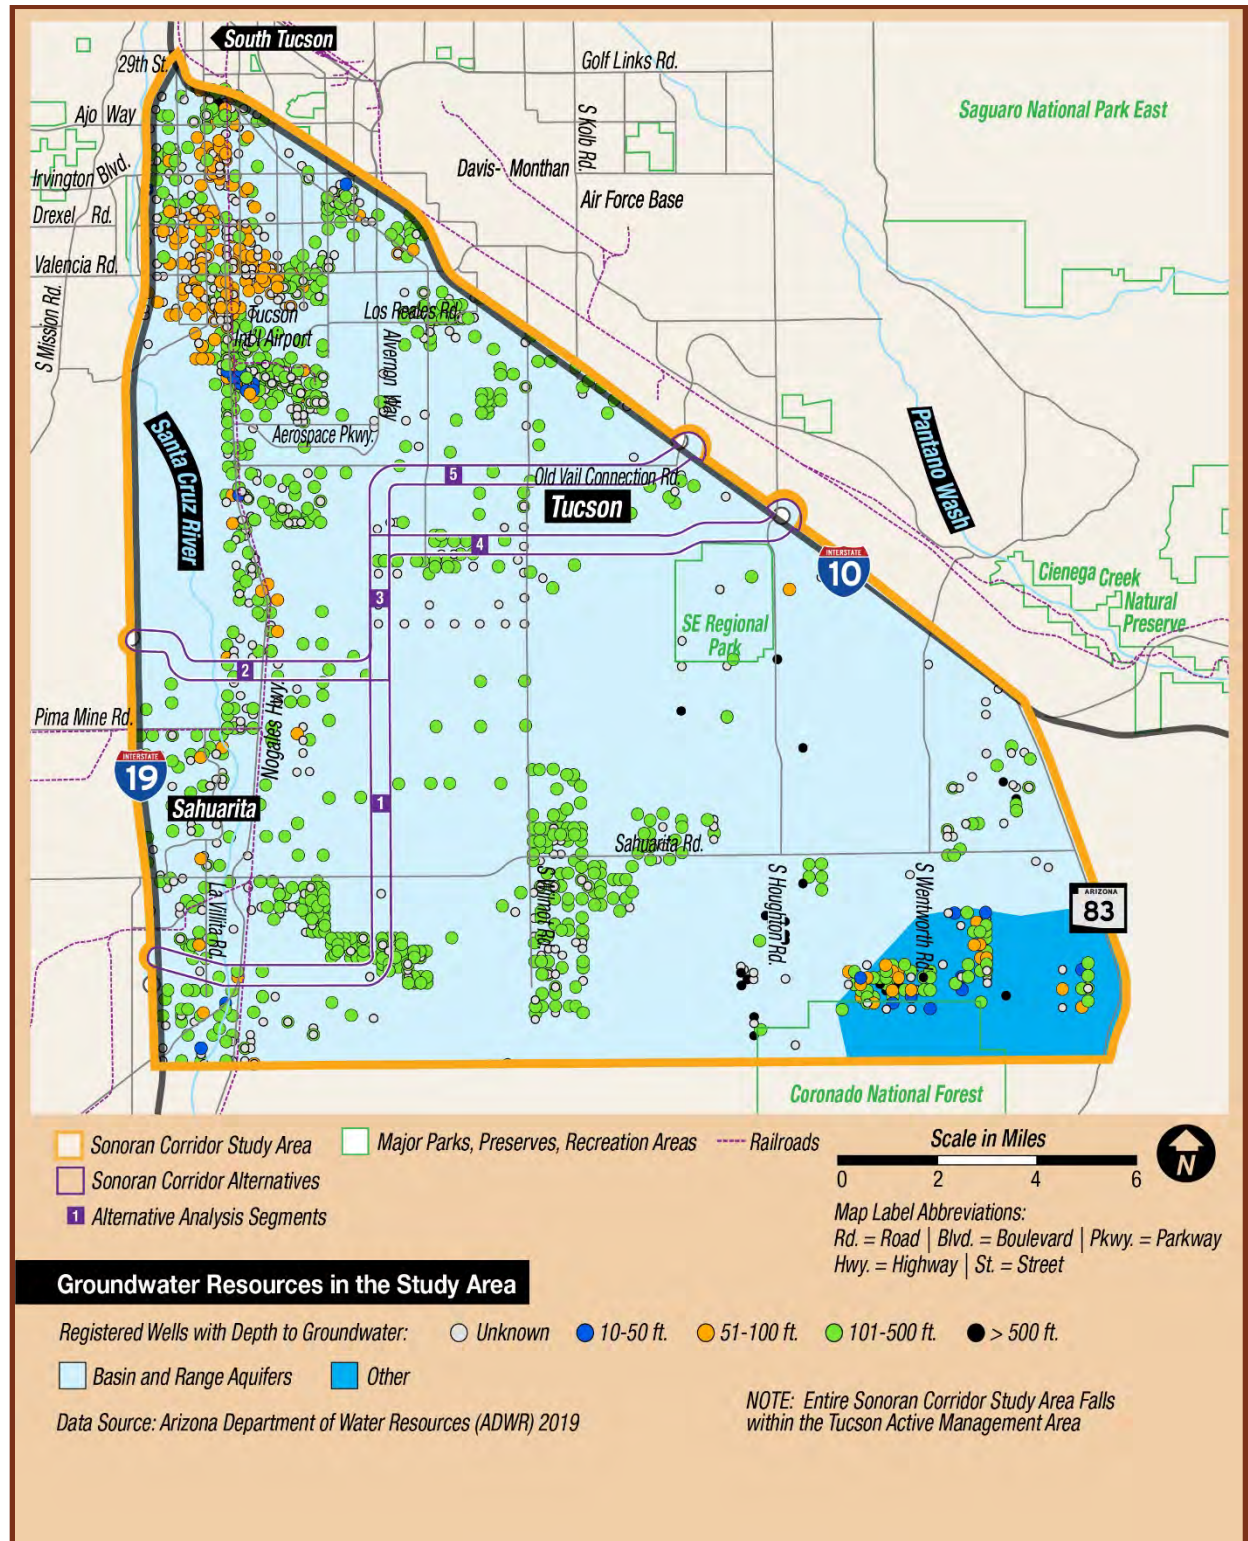 South Tucson
29th St.
Golf Links Rd.
Ajo Way
S Kolb Rd.
Saguaro National Park East
Irvington Blvd.
Davis- Monthan
Air Force Base
Drexel Rd.
Valencia Rd.
S Mission Rd.
Los Reales Rd.
Tucson
Int'l Airport
Alvernon Way
Santa Cruz River
Aerospace Pkwy.
Pantano Wash
5
Old Vail Connection Rd.
Tucson
4
INTERSTATE
10
Cienega Creek
Natural
Preserve
3
SE Regional
Park
2
Pima Mine Rd.
Nogales Hwy.
INTERSTATE
19
Sahuarita
1
Sahuarita Rd.
La Villita Rd.
S Wilmot Rd.
S Houghton Rd.
S Wentworth Rd.
ARIZONA
83
Coronado National Forest
Sonoran Corridor Study Area
Major Parks, Preserves, Recreation Areas
Railroads
Sonoran Corridor Alternatives
1 Alternative Analysis Segments
Scale in Miles
0 2 4 6
N
Map Label Abbreviations:
Rd. = Road | Blvd. = Boulevard | Pkwy. = Parkway
Hwy. = Highway | St. = Street
Groundwater Resources in the Study Area
Registered Wells with Depth to Groundwater: Unknown 10-50 ft. 51-100 ft. 101-500 ft. > 500 ft.
Basin and Range Aquifers Other
Data Source: Arizona Department of Water Resources (ADWR) 2019
NOTE: Entire Sonoran Corridor Study Area Falls
within the Tucson Active Management Area